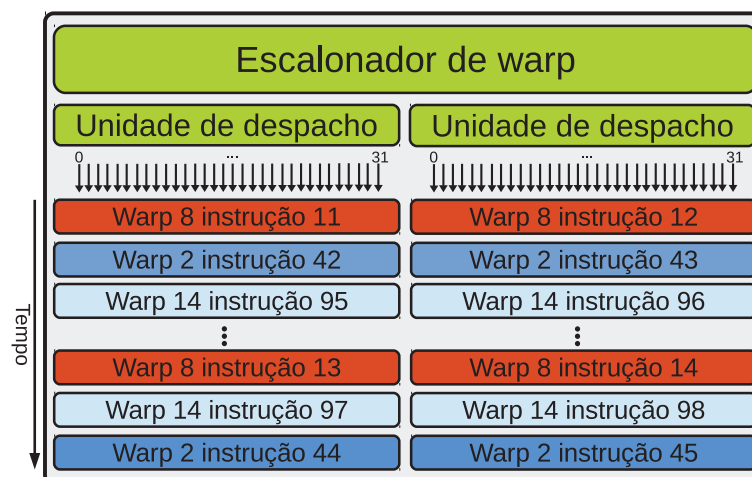 Escalonador de warp
Unidade de despacho Unidade de despacho
0 ... 31 0 ... 31
Warp 8 instrução 11 Warp 8 instrução 12
Warp 2 instrução 42 Warp 2 instrução 43
Warp 14 instrução 95 Warp 14 instrução 96
Warp 8 instrução 13 Warp 8 instrução 14
Warp 14 instrução 97 Warp 14 instrução 98
Warp 2 instrução 44 Warp 2 instrução 45
Tempo